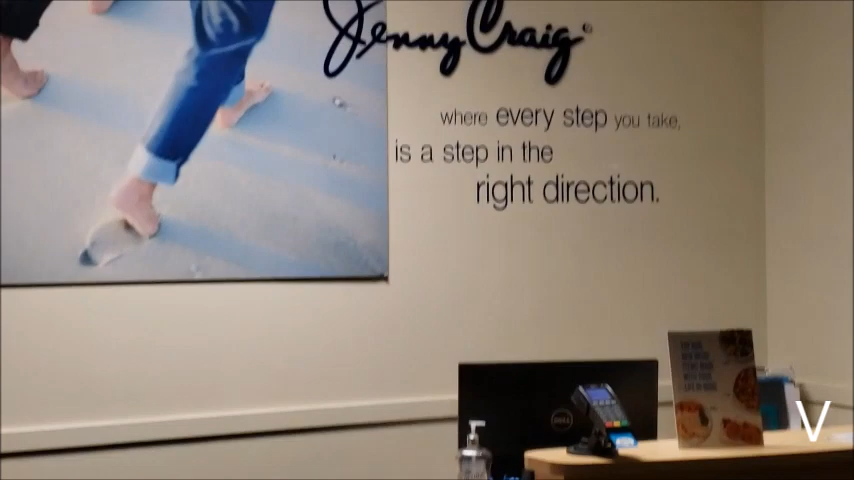 Jenny Craig®
where every step you take,
is a step in the
right direction.
DELL
V